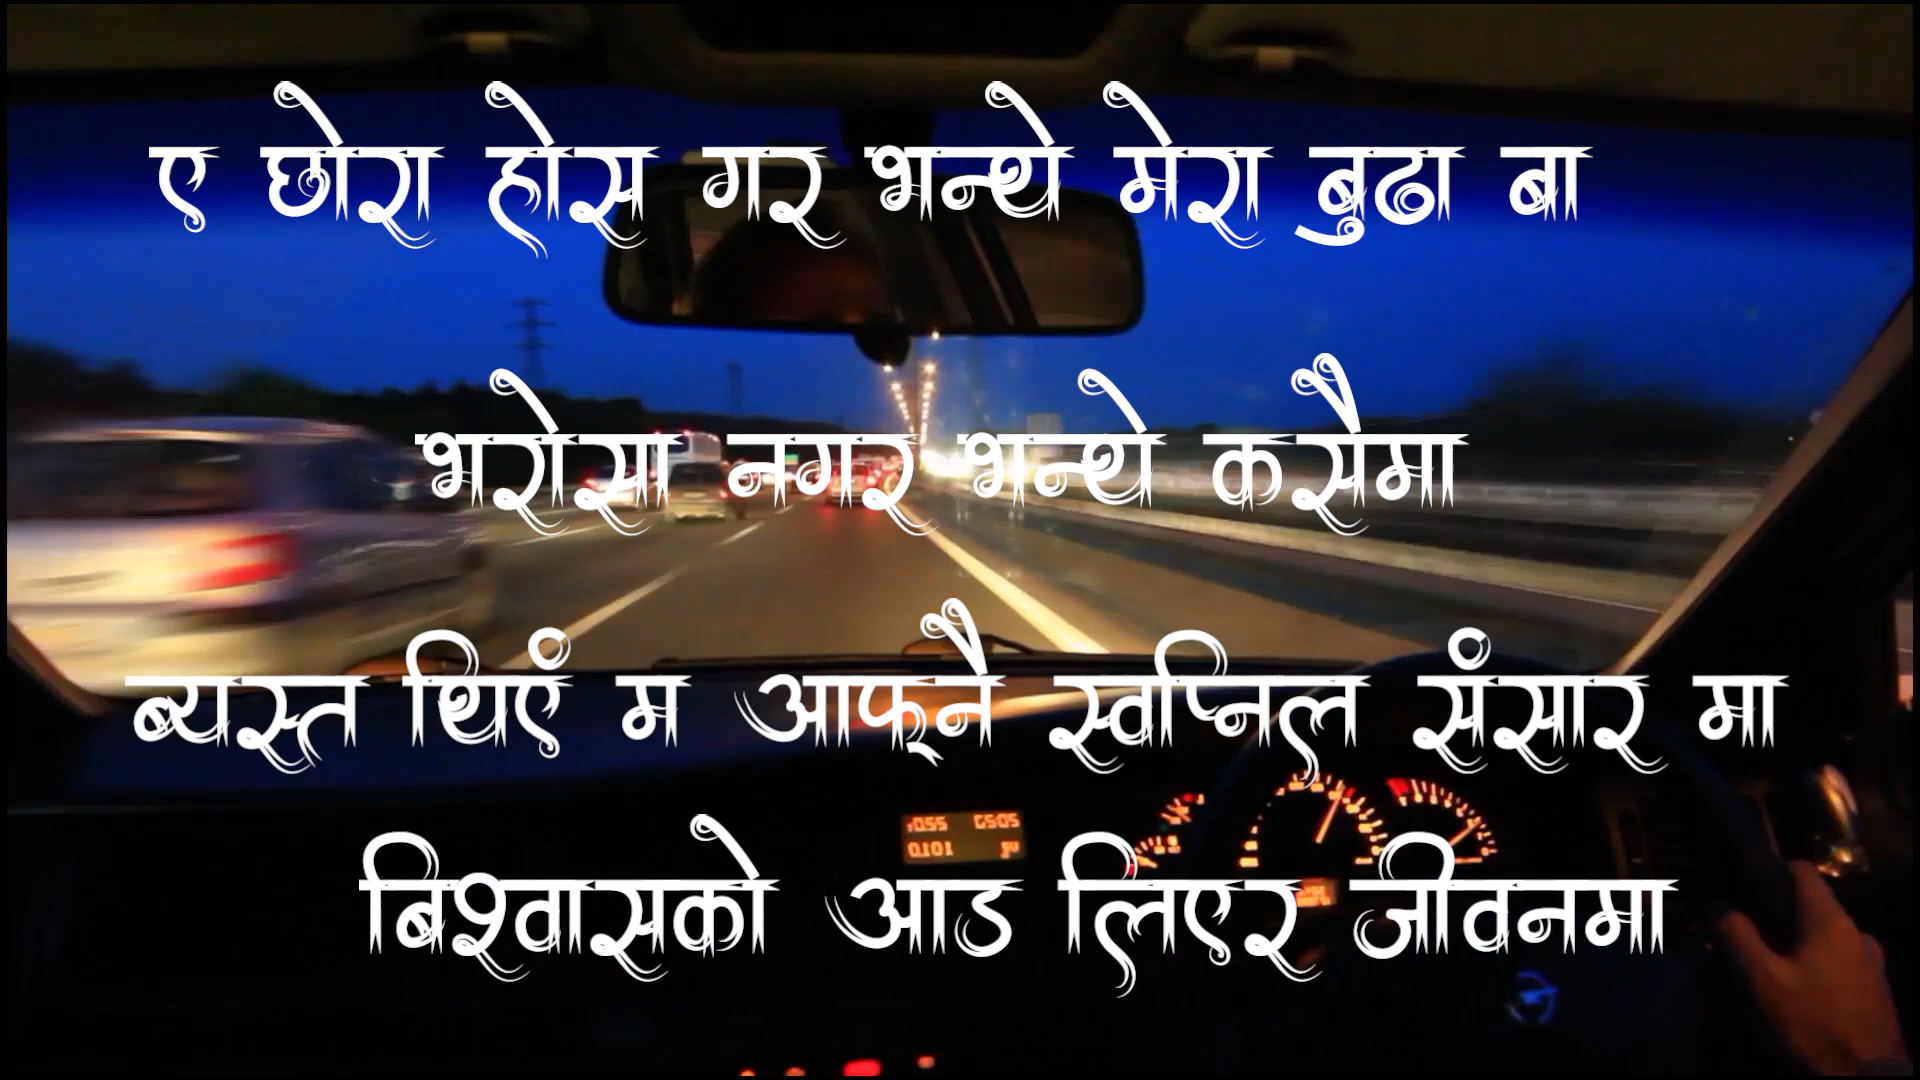 ए छोरा होस गर भन्थे मेरा बुढा बा
भरोसा नगर भन्थे कसैमा
ब्यस्त थिएं म आफ्नै स्वप्निल संसार मा
बिश्वासको आड लिएर जीवनमा